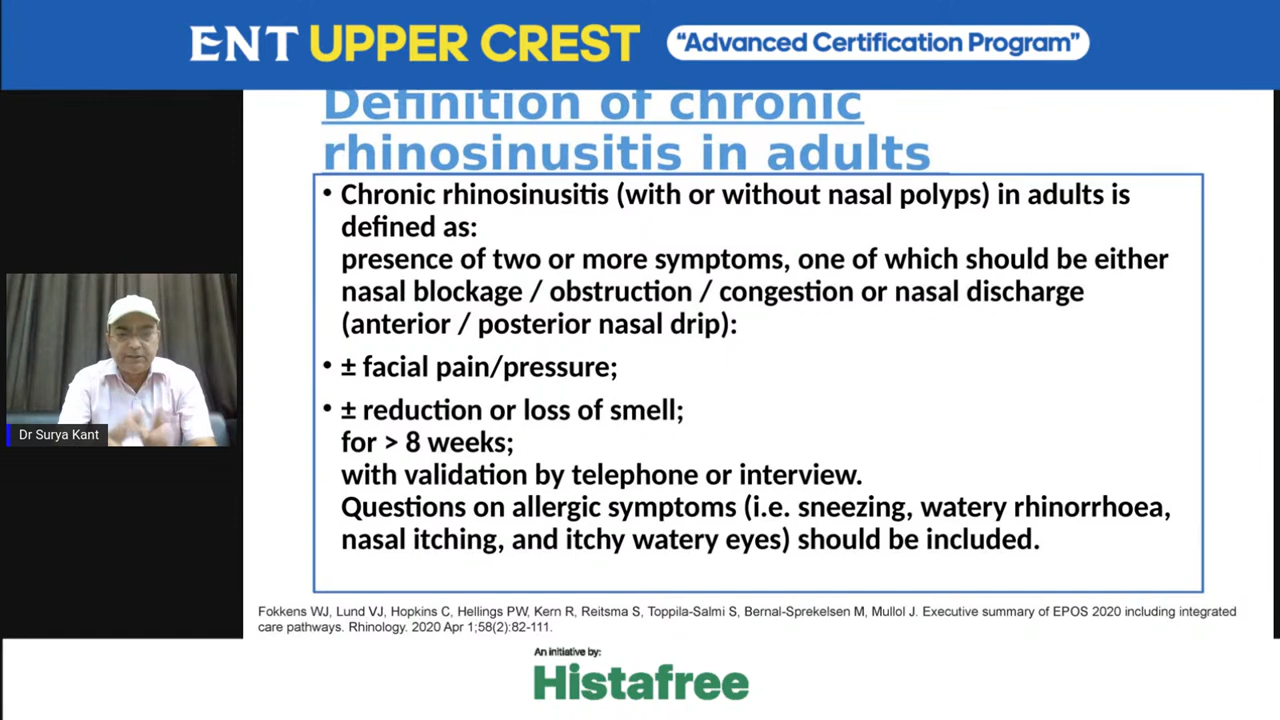 ENT UPPER CREST "Advanced Certification Program"
Definition of chronic
rhinosinusitis in adults
• Chronic rhinosinusitis (with or without nasal polyps) in adults is
defined as:
presence of two or more symptoms, one of which should be either
nasal blockage / obstruction / congestion or nasal discharge
(anterior / posterior nasal drip):
• ± facial pain/pressure;
• ± reduction or loss of smell;
for > 8 weeks;
with validation by telephone or interview.
Questions on allergic symptoms (i.e. sneezing, watery rhinorrhoea,
nasal itching, and itchy watery eyes) should be included.
Dr Surya Kant
Fokkens WJ, Lund VJ, Hopkins C, Hellings PW, Kern R, Reitsma S, Toppila-Salmi S, Bernal-Sprekelsen M, Mullol J. Executive summary of EPOS 2020 including integrated
care pathways. Rhinology. 2020 Apr 1;58(2):82-111.
An initiative by:
Histafree